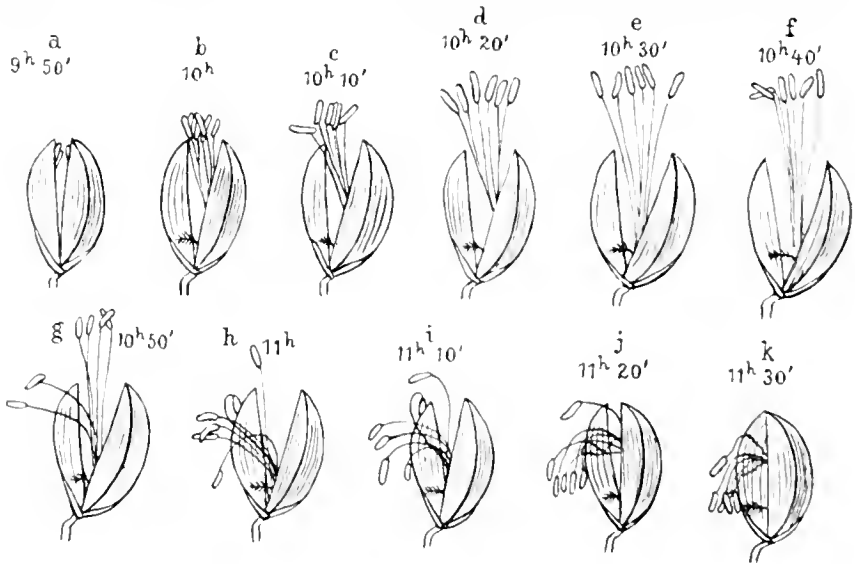 a
9ʰ 50′
b
10ʰ
c
10ʰ 10′
d
10ʰ 20′
e
10ʰ 30′
f
10ʰ 40′
g
10ʰ 50′
h
11ʰ
i
11ʰ 10′
j
11ʰ 20′
k
11ʰ 30′